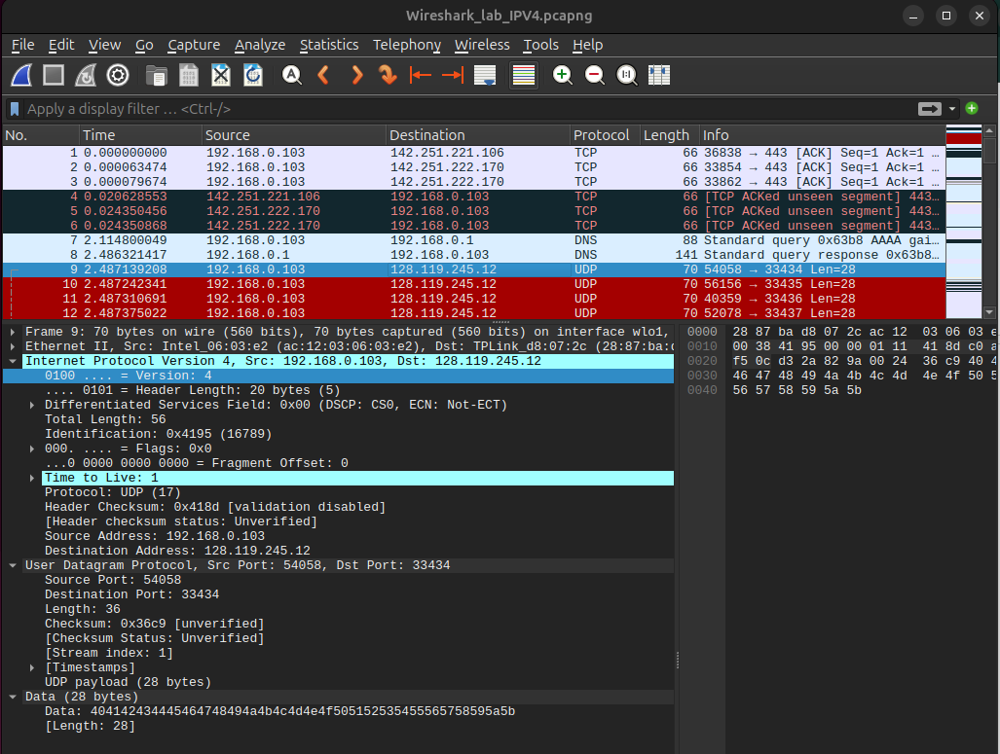 Wireshark_lab_IPV4.pcapng
File Edit View Go Capture Analyze Statistics Telephony Wireless Tools Help
Apply a display filter … <Ctrl-/>
No. Time Source Destination Protocol Length Info
1 0.000000000 192.168.0.103 142.251.221.106 TCP 66 36838 → 443 [ACK] Seq=1 Ack=1 …
2 0.000063474 192.168.0.103 142.251.222.170 TCP 66 33854 → 443 [ACK] Seq=1 Ack=1 …
3 0.000079674 192.168.0.103 142.251.222.170 TCP 66 33862 → 443 [ACK] Seq=1 Ack=1 …
4 0.020628553 142.251.221.106 192.168.0.103 TCP 66 [TCP ACKed unseen segment] 443…
5 0.024350456 142.251.222.170 192.168.0.103 TCP 66 [TCP ACKed unseen segment] 443…
6 0.024350868 142.251.222.170 192.168.0.103 TCP 66 [TCP ACKed unseen segment] 443…
7 2.114800049 192.168.0.103 192.168.0.1 DNS 88 Standard query 0x63b8 AAAA gai…
8 2.486321417 192.168.0.1 192.168.0.103 DNS 141 Standard query response 0x63b8…
9 2.487139208 192.168.0.103 128.119.245.12 UDP 70 54058 → 33434 Len=28
10 2.487242341 192.168.0.103 128.119.245.12 UDP 70 56156 → 33435 Len=28
11 2.487310691 192.168.0.103 128.119.245.12 UDP 70 40359 → 33436 Len=28
12 2.487375022 192.168.0.103 128.119.245.12 UDP 70 52078 → 33437 Len=28
Frame 9: 70 bytes on wire (560 bits), 70 bytes captured (560 bits) on interface wlo1,
Ethernet II, Src: Intel_06:03:e2 (ac:12:03:06:03:e2), Dst: TPLink_d8:07:2c (28:87:ba:
Internet Protocol Version 4, Src: 192.168.0.103, Dst: 128.119.245.12
0100 .... = Version: 4
.... 0101 = Header Length: 20 bytes (5)
Differentiated Services Field: 0x00 (DSCP: CS0, ECN: Not-ECT)
Total Length: 56
Identification: 0x4195 (16789)
000. .... = Flags: 0x0
...0 0000 0000 0000 = Fragment Offset: 0
Time to Live: 1
Protocol: UDP (17)
Header Checksum: 0x418d [validation disabled]
[Header checksum status: Unverified]
Source Address: 192.168.0.103
Destination Address: 128.119.245.12
User Datagram Protocol, Src Port: 54058, Dst Port: 33434
Source Port: 54058
Destination Port: 33434
Length: 36
Checksum: 0x36c9 [unverified]
[Checksum Status: Unverified]
[Stream index: 1]
[Timestamps]
UDP payload (28 bytes)
Data (28 bytes)
Data: 404142434445464748494a4b4c4d4e4f505152535455565758595a5b
[Length: 28]
0000 28 87 ba d8 07 2c ac 12 03 06 03
0010 00 38 41 95 00 00 01 11 41 8d c0
0020 f5 0c d3 2a 82 9a 00 24 36 c9 40
0030 46 47 48 49 4a 4b 4c 4d 4e 4f 50
0040 56 57 58 59 5a 5b